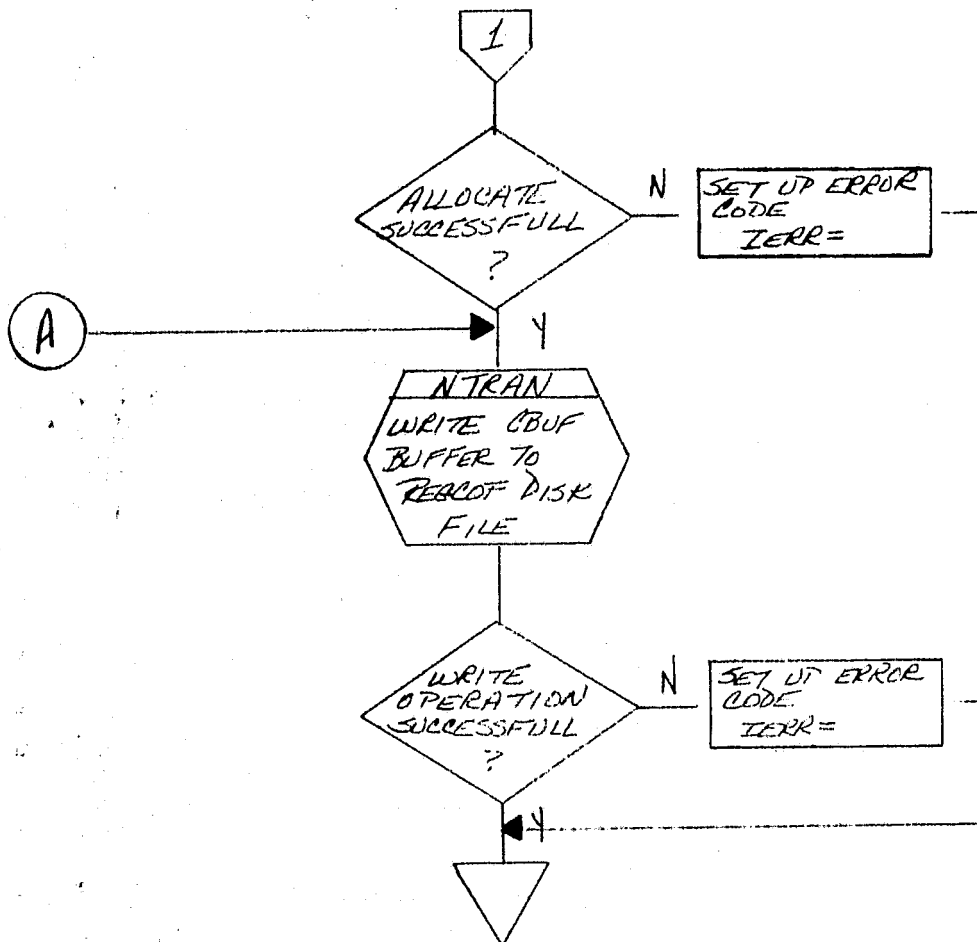 1
ALLOCATE
SUCCESSFULL
?
N
SET UP ERROR
CODE
IERR=
A
Y
NTRAN
WRITE CBUF
BUFFER TO
DISK
FILE
WRITE
OPERATION
SUCCESSFULL
?
N
SET UP ERROR
CODE
IERR=
Y